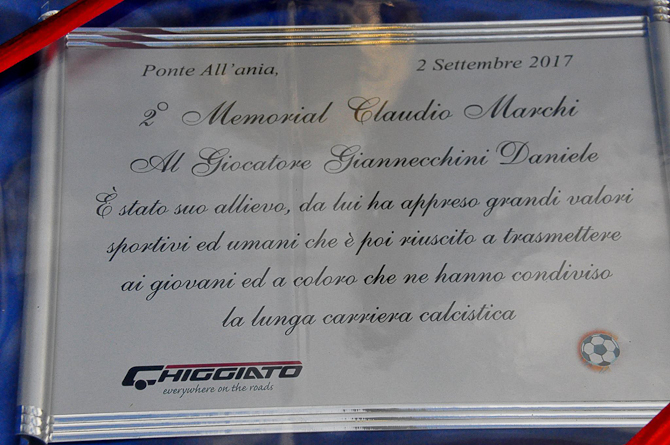 Ponte All'ania, 2 Settembre 2017
2° Memorial Claudio Marchi
Al Giocatore Giannecchini Daniele
È stato suo allievo, da lui ha appreso grandi valori
sportivi ed umani che è poi riuscito a trasmettere
ai giovani ed a coloro che ne hanno condiviso
la lunga carriera calcistica
GHIGGIATO
everywhere on the roads